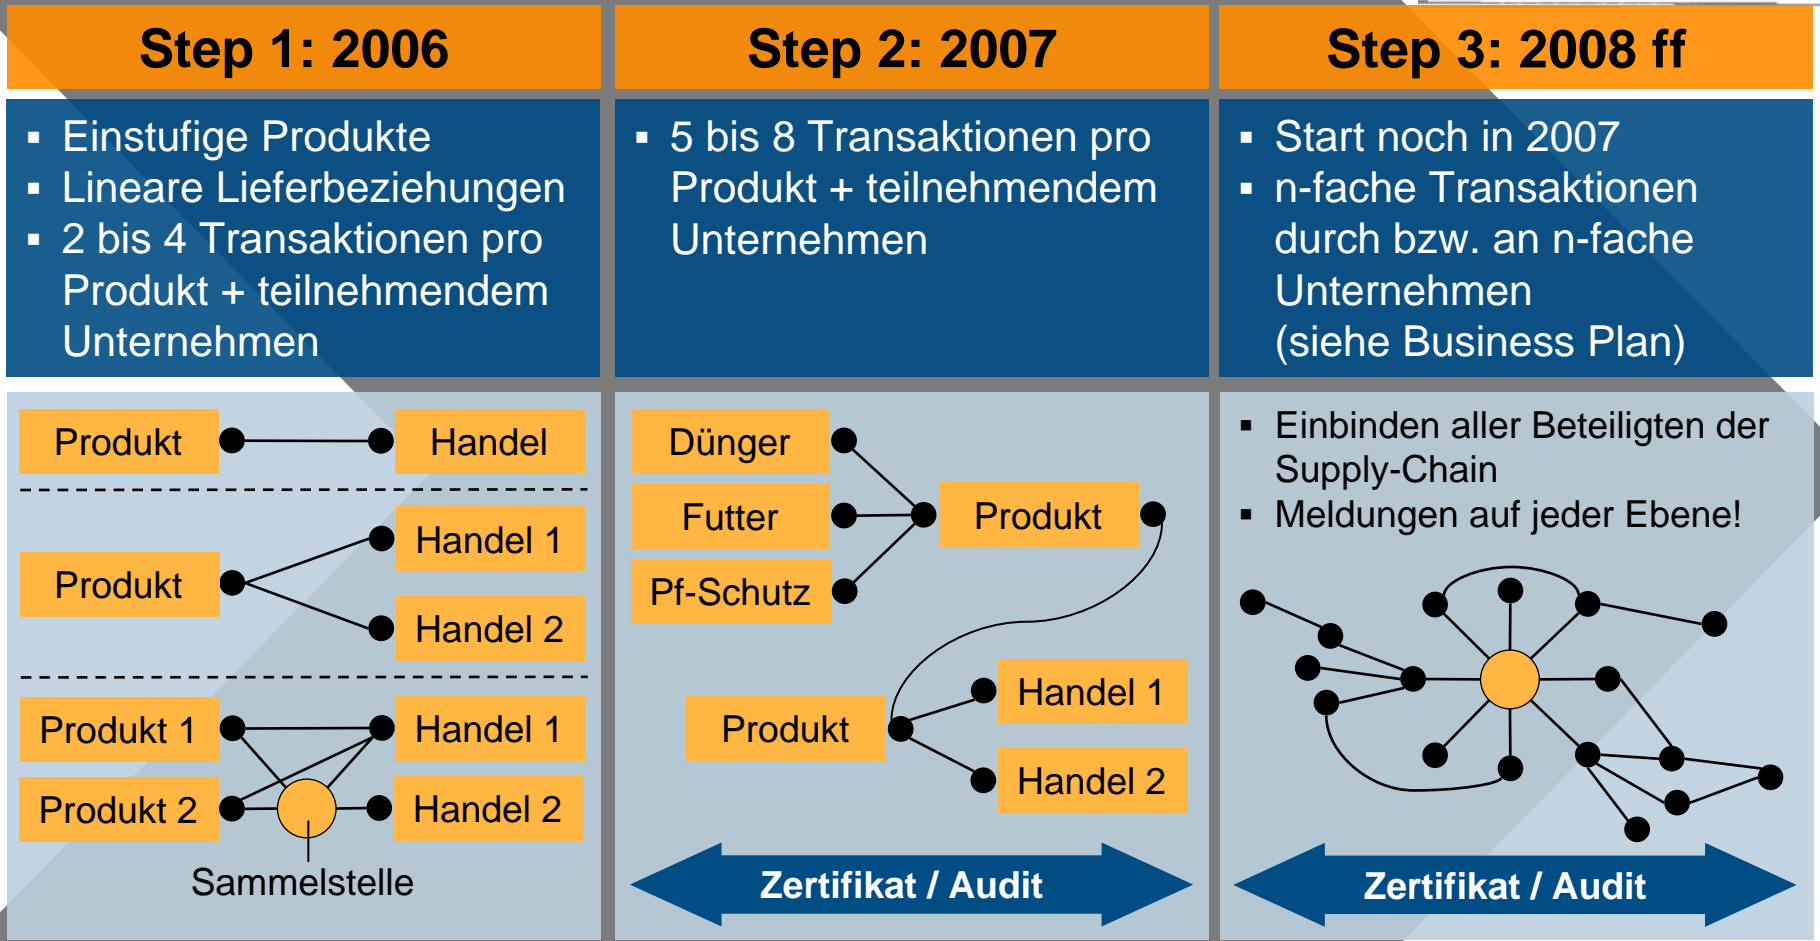 Step 1: 2006
Step 2: 2007
Step 3: 2008 ff
▪ Einstufige Produkte
▪ Lineare Lieferbeziehungen
▪ 2 bis 4 Transaktionen pro
Produkt + teilnehmendem
Unternehmen
▪ 5 bis 8 Transaktionen pro
Produkt + teilnehmendem
Unternehmen
▪ Start noch in 2007
▪ n-fache Transaktionen
durch bzw. an n-fache
Unternehmen
(siehe Business Plan)
Produkt
Handel
Produkt
Handel 1
Handel 2
Produkt 1
Handel 1
Produkt 2
Handel 2
Sammelstelle
Dünger
Futter
Produkt
Pf-Schutz
Handel 1
Produkt
Handel 2
Zertifikat / Audit
▪ Einbinden aller Beteiligten der
Supply-Chain
▪ Meldungen auf jeder Ebene!
Zertifikat / Audit